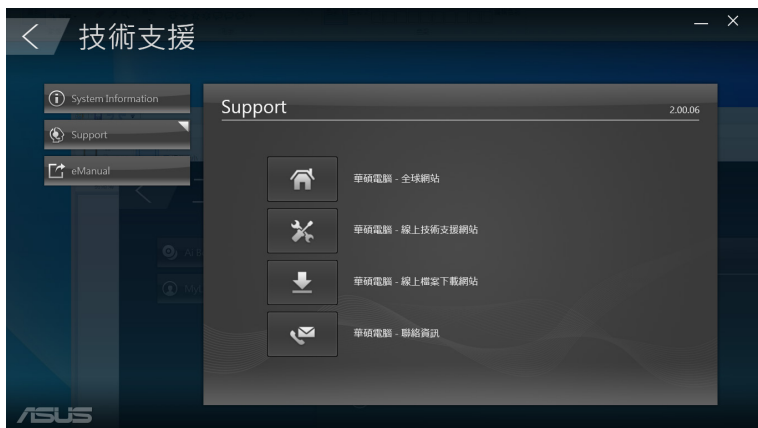 技術支援
System Information
Support
eManual
Support
2.00.06
華碩電腦 - 全球網站
華碩電腦 - 線上技術支援網站
華碩電腦 - 線上檔案下載網站
華碩電腦 - 聯絡資訊
ASUS